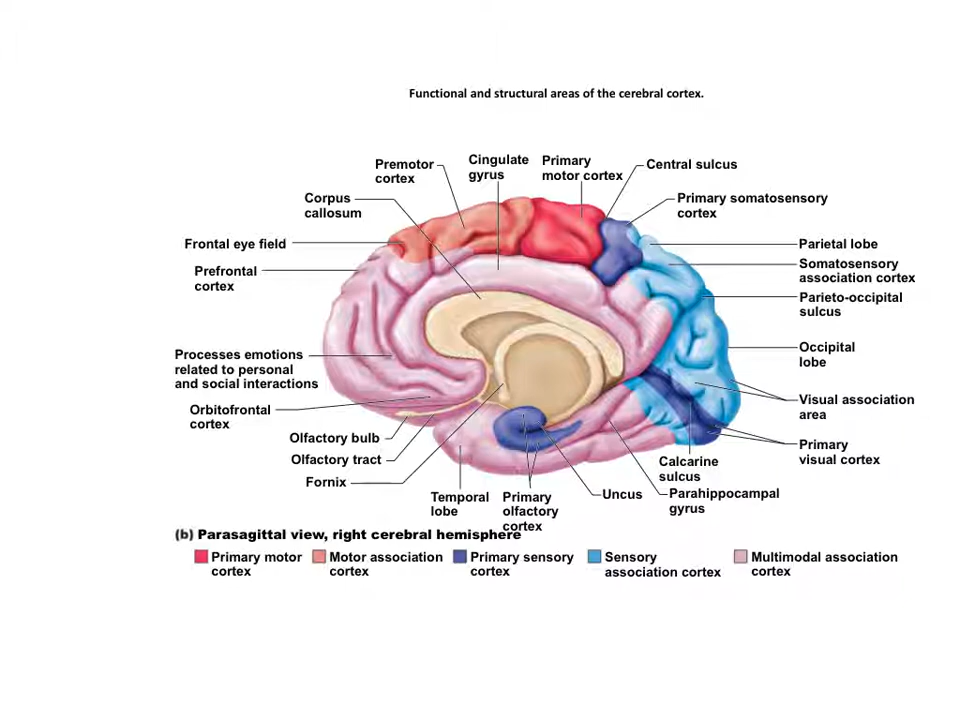 Functional and structural areas of the cerebral cortex.
Premotor
cortex
Cingulate
gyrus
Primary
motor cortex
Central sulcus
Corpus
callosum
Primary somatosensory
cortex
Frontal eye field
Parietal lobe
Prefrontal
cortex
Somatosensory
association cortex
Parieto-occipital
sulcus
Processes emotions
related to personal
and social interactions
Occipital
lobe
Orbitofrontal
cortex
Visual association
area
Olfactory bulb
Olfactory tract
Primary
visual cortex
Fornix
Calcarine
sulcus
Temporal
lobe
Primary
olfactory
cortex
Uncus
Parahippocampal
gyrus
(b) Parasagittal view, right cerebral hemisphere
Primary motor
cortex
Motor association
cortex
Primary sensory
cortex
Sensory
association cortex
Multimodal association
cortex